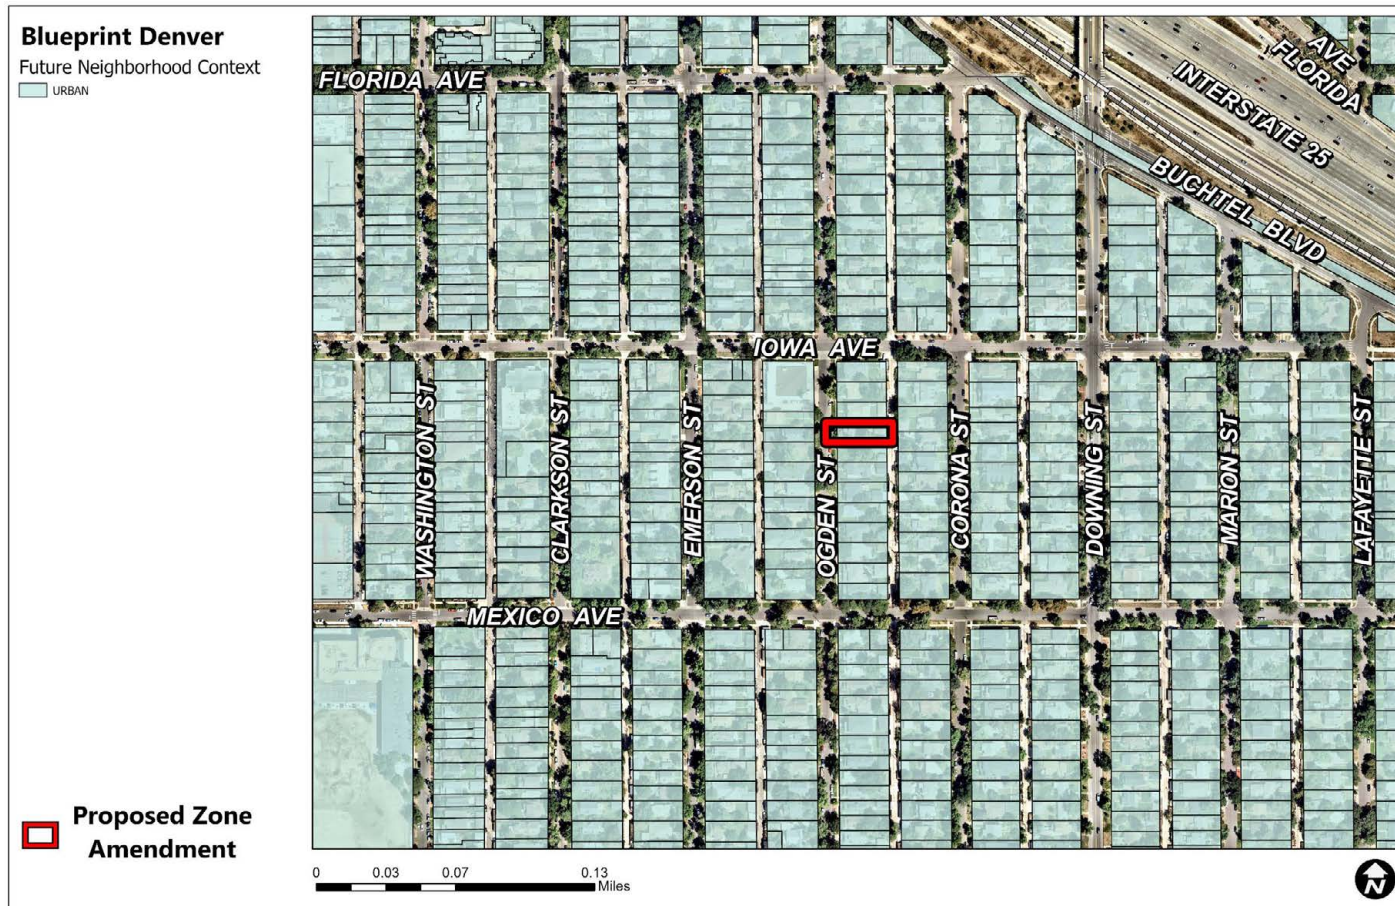 Blueprint Denver
Future Neighborhood Context
URBAN
FLORIDA AVE
AVE
FLORIDA
INTERSTATE 25
BUCHTEL BLVD
IOWA AVE
WASHINGTON ST
CLARKSON ST
EMERSON ST
OGDEN ST
CORONA ST
DOWNING ST
MARION ST
LAFAYETTE ST
MEXICO AVE
Proposed Zone
Amendment
0 0.03 0.07 0.13
Miles
N